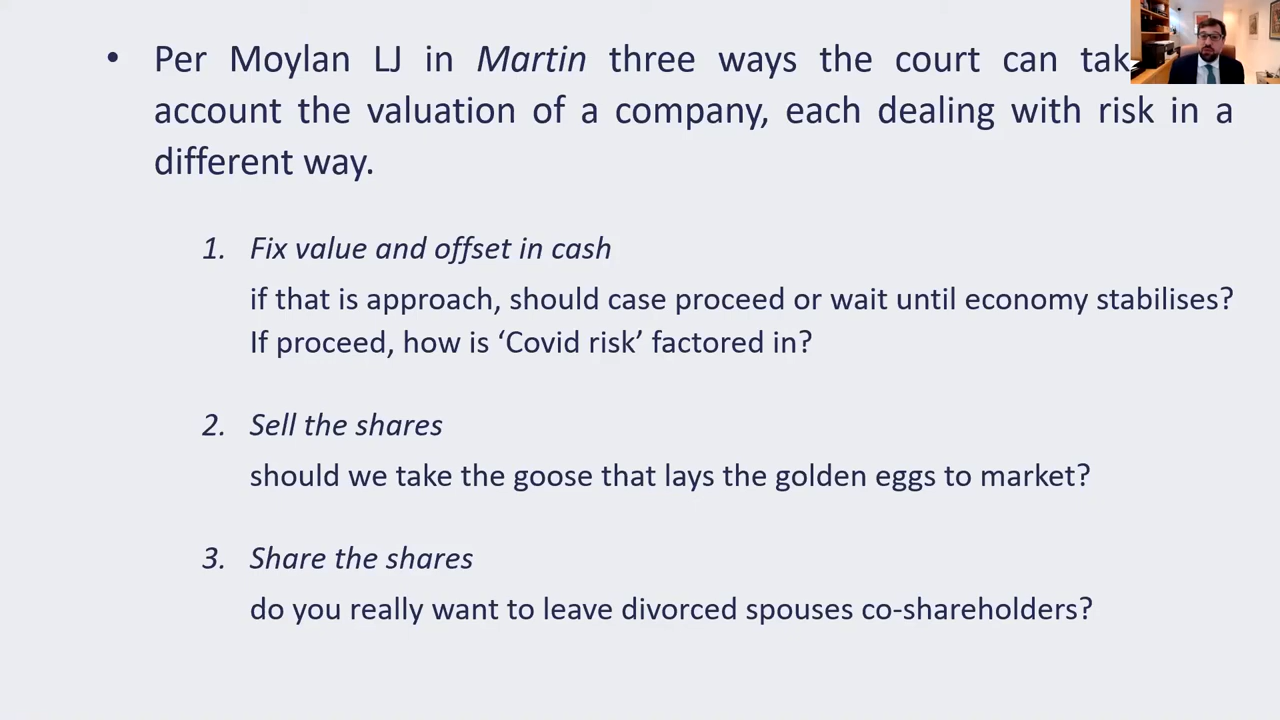 • Per Moylan LJ in Martin three ways the court can tak
account the valuation of a company, each dealing with risk in a
different way.
1. Fix value and offset in cash
if that is approach, should case proceed or wait until economy stabilises?
If proceed, how is ‘Covid risk’ factored in?
2. Sell the shares
should we take the goose that lays the golden eggs to market?
3. Share the shares
do you really want to leave divorced spouses co-shareholders?